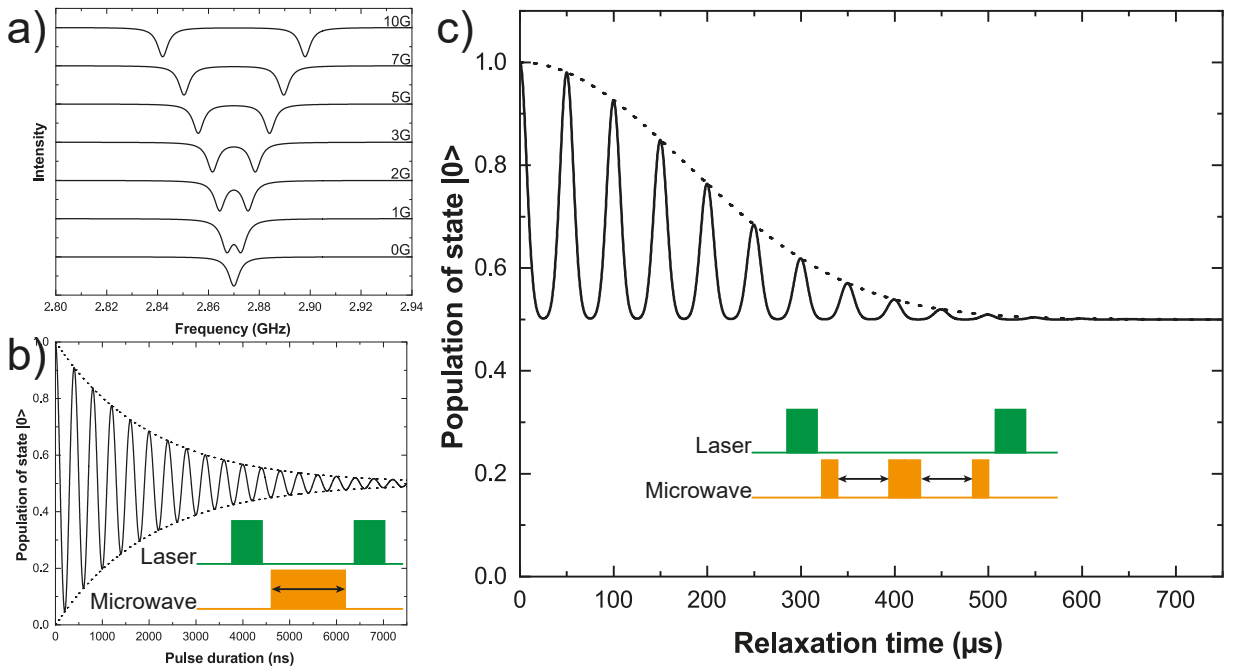 a)
10G
7G
5G
3G
2G
1G
0G
Intensity
2.80 2.82 2.84 2.86 2.88 2.90 2.92 2.94
Frequency (GHz)
b)
1.0
0.8
0.6
0.4
0.2
0.0
Population of state |0>
Laser
Microwave
0 1000 2000 3000 4000 5000 6000 7000
Pulse duration (ns)
c)
1.0
0.8
0.6
0.4
0.2
0.0
Population of state |0>
Laser
Microwave
0 100 200 300 400 500 600 700
Relaxation time (µs)